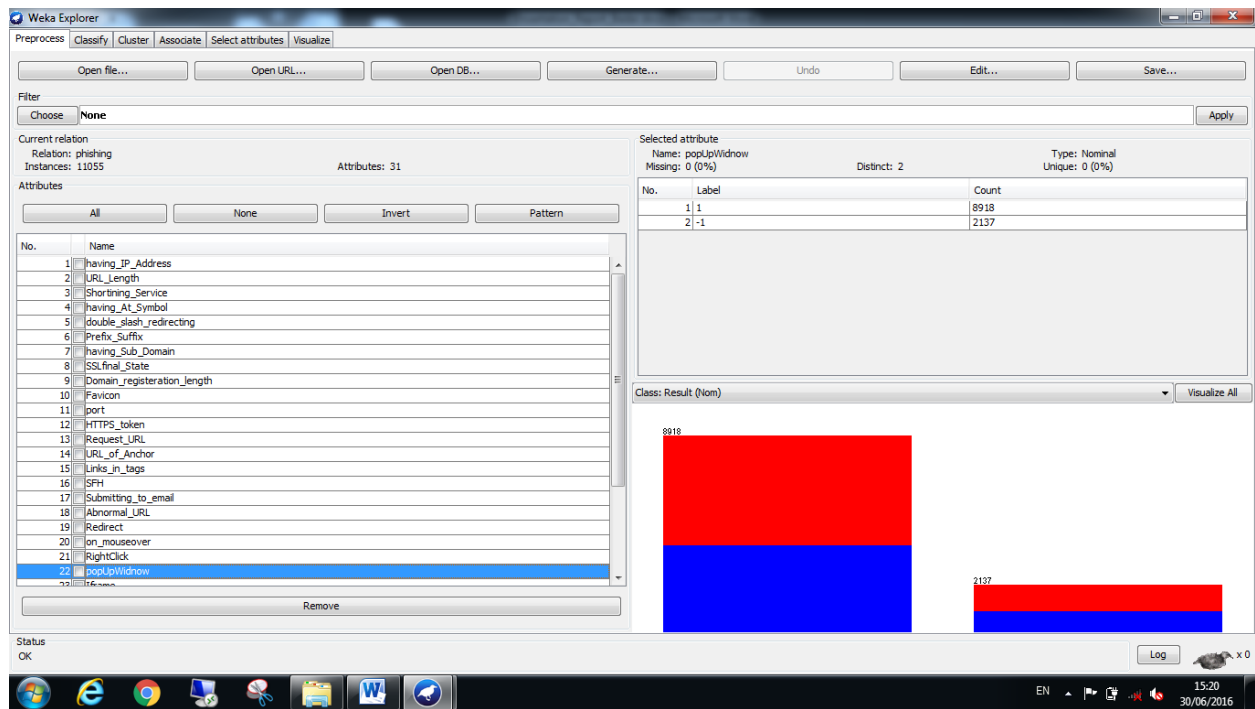 Weka Explorer
Preprocess Classify Cluster Associate Select attributes Visualize
Open file... Open URL... Open DB... Generate... Undo Edit... Save...
Filter
Choose None Apply
Current relation
Relation: phishing
Instances: 11055 Attributes: 31
Attributes
All None Invert Pattern
No. Name
1 having_IP_Address
2 URL_Length
3 Shortining_Service
4 having_At_Symbol
5 double_slash_redirecting
6 Prefix_Suffix
7 having_Sub_Domain
8 SSLfinal_State
9 Domain_registeration_length
10 Favicon
11 port
12 HTTPS_token
13 Request_URL
14 URL_of_Anchor
15 Links_in_tags
16 SFH
17 Submitting_to_email
18 Abnormal_URL
19 Redirect
20 on_mouseover
21 RightClick
22 popUpWidnow
23 Iframe
Remove
Selected attribute
Name: popUpWidnow Type: Nominal
Missing: 0 (0%) Distinct: 2 Unique: 0 (0%)
No. Label Count
1 1 8918
2 -1 2137
Class: Result (Nom) Visualize All
8918
2137
Status
OK
Log x 0
EN 15:20
30/06/2016